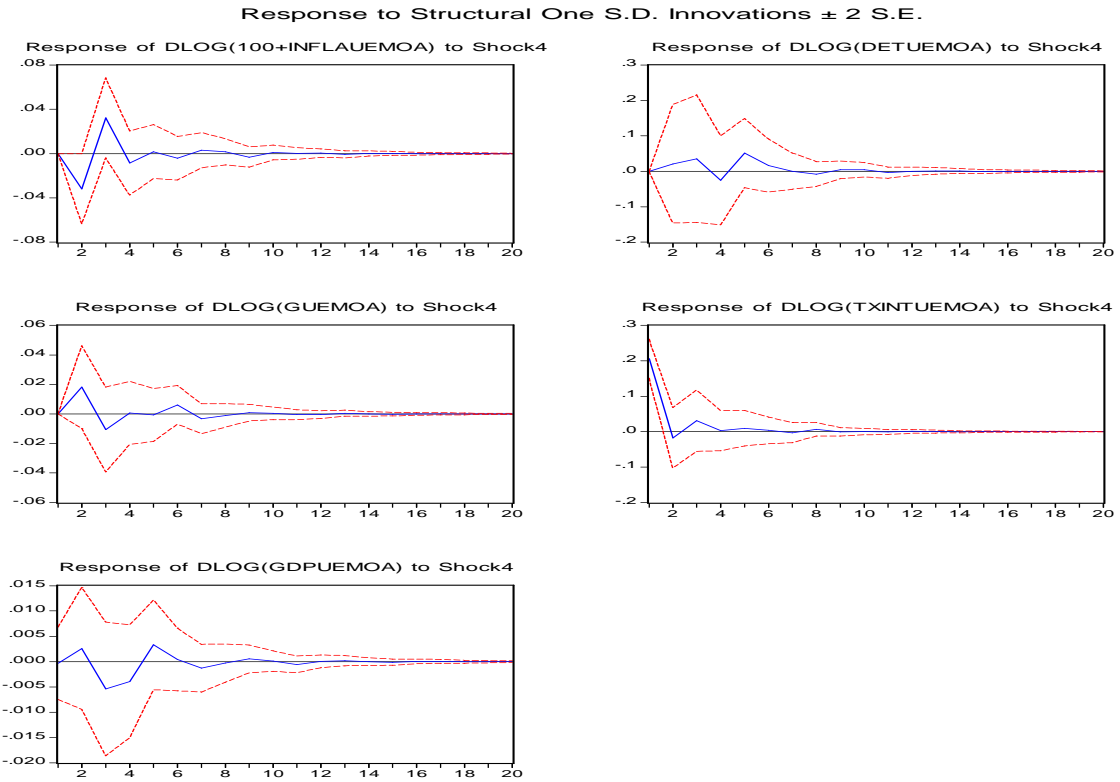 Response to Structural One S.D. Innovations ± 2 S.E.
Response of DLOG(100+INFLAUEMOA) to Shock4
.08
.04
.00
-.04
-.08
2 4 6 8 10 12 14 16 18 20
Response of DLOG(DETUEMOA) to Shock4
.3
.2
.1
.0
-.1
-.2
2 4 6 8 10 12 14 16 18 20
Response of DLOG(GUEMOA) to Shock4
.06
.04
.02
.00
-.02
-.04
-.06
2 4 6 8 10 12 14 16 18 20
Response of DLOG(TXINTUEMOA) to Shock4
.3
.2
.1
.0
-.1
-.2
2 4 6 8 10 12 14 16 18 20
Response of DLOG(GDPUEMOA) to Shock4
.015
.010
.005
.000
-.005
-.010
-.015
-.020
2 4 6 8 10 12 14 16 18 20